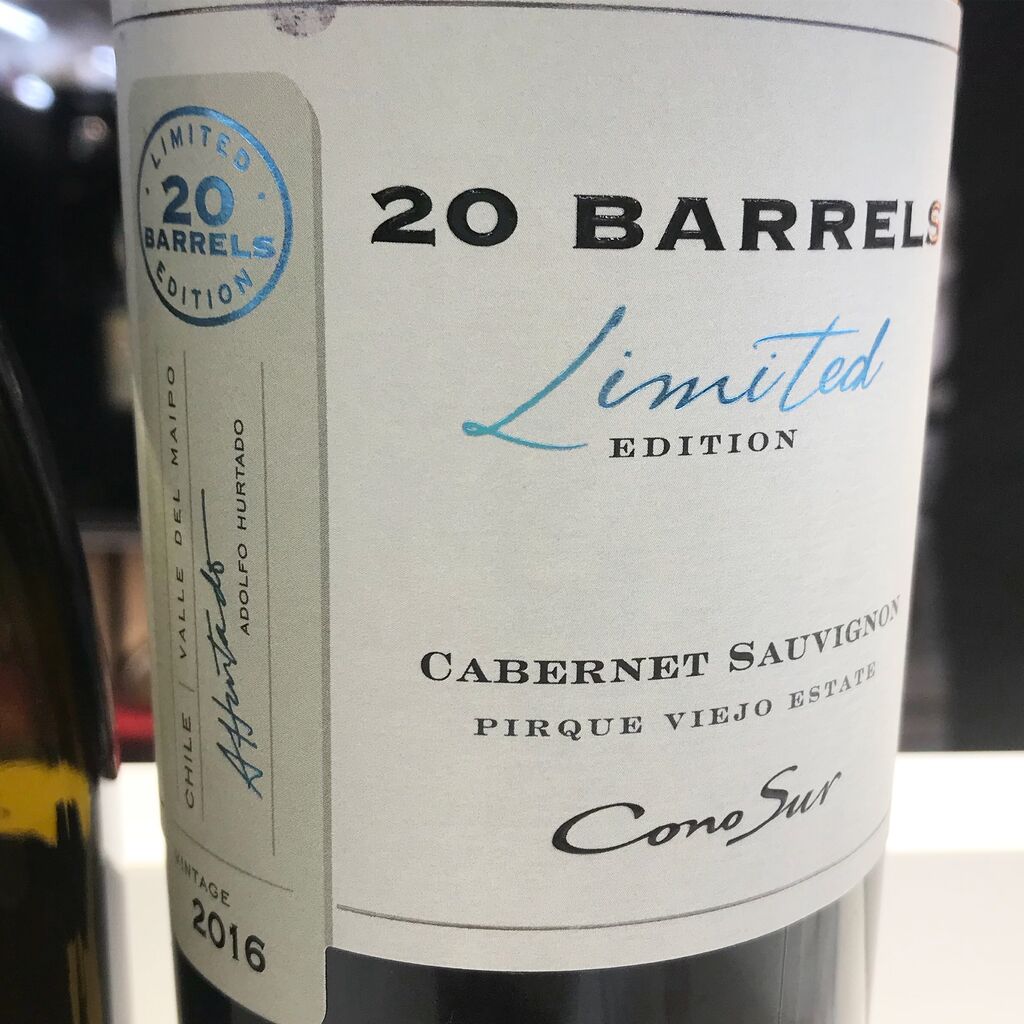 · LIMITED ·
20
BARRELS
EDITION
CHILE | VALLE DEL MAIPO
AHurtado
ADOLFO HURTADO
VINTAGE
2016
20 BARRELS
Limited
EDITION
CABERNET SAUVIGNON
PIRQUE VIEJO ESTATE
Cono Sur